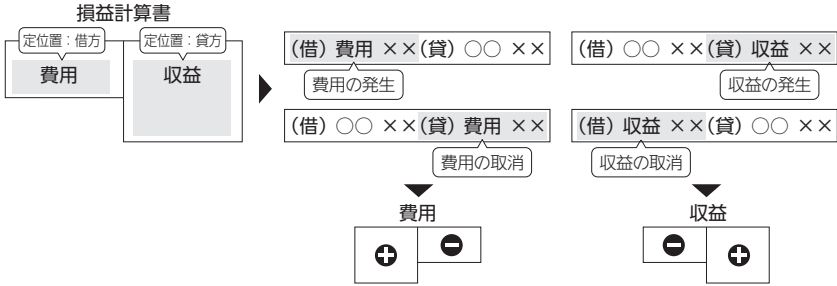 損益計算書
定位置：借方
定位置：貸方
費用
収益
(借) 費用 ××(貸) ○○ ××
費用の発生
(借) ○○ ××(貸) 収益 ××
収益の発生
(借) ○○ ××(貸) 費用 ××
費用の取消
(借) 収益 ××(貸) ○○ ××
収益の取消
費用
＋
－
収益
－
＋